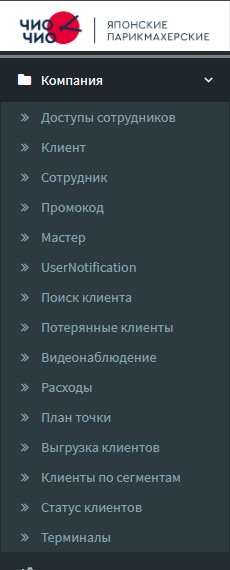 ЧИО
ЧИО
ЯПОНСКИЕ
ПАРИКМАХЕРСКИЕ
Компания
Доступы сотрудников
Клиент
Сотрудник
Промокод
Мастер
UserNotification
Поиск клиента
Потерянные клиенты
Видеонаблюдение
Расходы
План точки
Выгрузка клиентов
Клиенты по сегментам
Статус клиентов
Терминалы